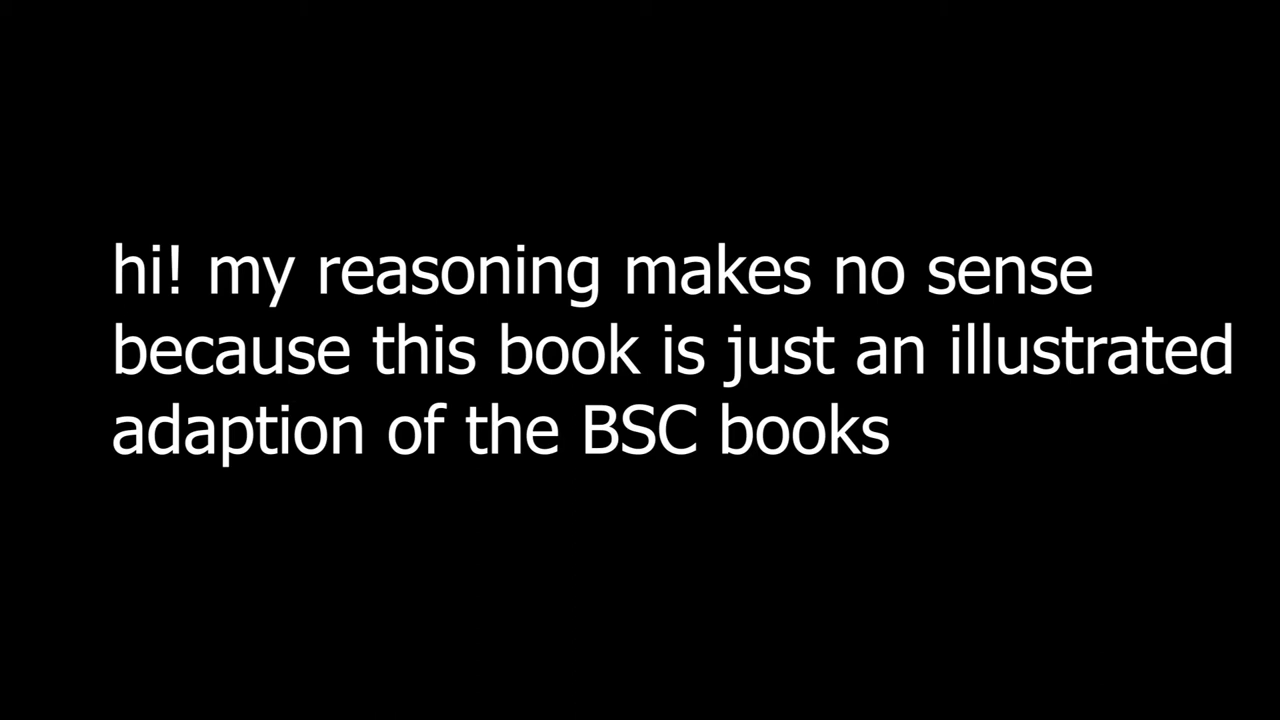 hi! my reasoning makes no sense
because this book is just an illustrated
adaption of the BSC books